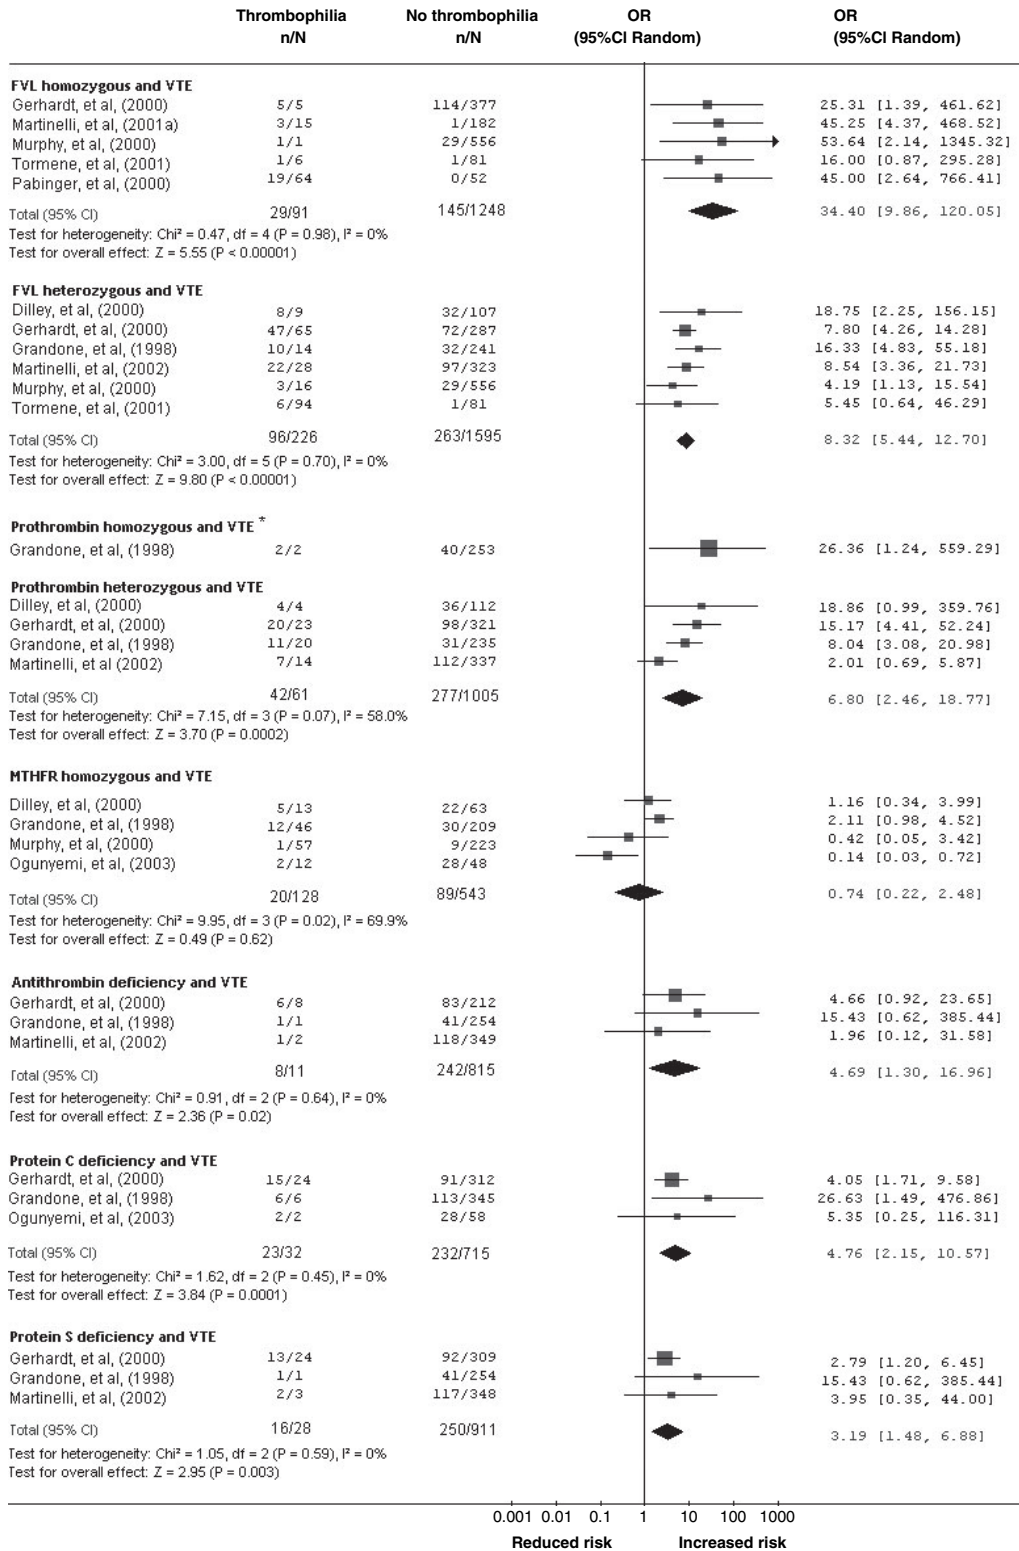 Thrombophilia No thrombophilia OR OR
n/N n/N (95%CI Random) (95%CI Random)
FVL homozygous and VTE
Gerhardt, et al, (2000) 5/5 114/377 25.31 [1.39, 461.62]
Martinelli, et al, (2001a) 3/15 1/182 45.25 [4.37, 468.52]
Murphy, et al, (2000) 1/1 29/556 53.64 [2.14, 1345.32]
Tormene, et al, (2001) 1/6 1/81 16.00 [0.87, 295.28]
Pabinger, et al, (2000) 19/64 0/52 45.00 [2.64, 766.41]
Total (95% CI) 29/91 145/1248 34.40 [9.86, 120.05]
Test for heterogeneity: Chi² = 0.47, df = 4 (P = 0.98), I² = 0%
Test for overall effect: Z = 5.55 (P < 0.00001)
FVL heterozygous and VTE
Dilley, et al, (2000) 8/9 32/107 18.75 [2.25, 156.15]
Gerhardt, et al, (2000) 47/65 72/287 7.80 [4.26, 14.28]
Grandone, et al, (1998) 10/14 32/241 16.33 [4.83, 55.18]
Martinelli, et al, (2002) 22/28 97/323 8.54 [3.36, 21.73]
Murphy, et al, (2000) 3/16 29/556 4.19 [1.13, 15.54]
Tormene, et al, (2001) 6/94 1/81 5.45 [0.64, 46.29]
Total (95% CI) 96/226 263/1595 8.32 [5.44, 12.70]
Test for heterogeneity: Chi² = 3.00, df = 5 (P = 0.70), I² = 0%
Test for overall effect: Z = 9.80 (P < 0.00001)
Prothrombin homozygous and VTE *
Grandone, et al, (1998) 2/2 40/253 26.36 [1.24, 559.29]
Prothrombin heterozygous and VTE
Dilley, et al, (2000) 4/4 36/112 18.86 [0.99, 359.76]
Gerhardt, et al, (2000) 20/23 98/321 15.17 [4.41, 52.24]
Grandone, et al, (1998) 11/20 31/235 8.04 [3.08, 20.98]
Martinelli, et al (2002) 7/14 112/337 2.01 [0.69, 5.87]
Total (95% CI) 42/61 277/1005 6.80 [2.46, 18.77]
Test for heterogeneity: Chi² = 7.15, df = 3 (P = 0.07), I² = 58.0%
Test for overall effect: Z = 3.70 (P = 0.0002)
MTHFR homozygous and VTE
Dilley, et al, (2000) 5/13 22/63 1.16 [0.34, 3.99]
Grandone, et al, (1998) 12/46 30/209 2.11 [0.98, 4.52]
Murphy, et al, (2000) 1/57 9/223 0.42 [0.05, 3.42]
Ogunyemi, et al, (2003) 2/12 28/48 0.14 [0.03, 0.72]
Total (95% CI) 20/128 89/543 0.74 [0.22, 2.48]
Test for heterogeneity: Chi² = 9.95, df = 3 (P = 0.02), I² = 69.9%
Test for overall effect: Z = 0.49 (P = 0.62)
Antithrombin deficiency and VTE
Gerhardt, et al, (2000) 6/8 83/212 4.66 [0.92, 23.65]
Grandone, et al, (1998) 1/1 41/254 15.43 [0.62, 385.44]
Martinelli, et al, (2002) 1/2 118/349 1.96 [0.12, 31.58]
Total (95% CI) 8/11 242/815 4.69 [1.30, 16.96]
Test for heterogeneity: Chi² = 0.91, df = 2 (P = 0.64), I² = 0%
Test for overall effect: Z = 2.36 (P = 0.02)
Protein C deficiency and VTE
Gerhardt, et al, (2000) 15/24 91/312 4.05 [1.71, 9.58]
Grandone, et al, (1998) 6/6 113/345 26.63 [1.49, 476.86]
Ogunyemi, et al, (2003) 2/2 28/58 5.35 [0.25, 116.31]
Total (95% CI) 23/32 232/715 4.76 [2.15, 10.57]
Test for heterogeneity: Chi² = 1.62, df = 2 (P = 0.45), I² = 0%
Test for overall effect: Z = 3.84 (P = 0.0001)
Protein S deficiency and VTE
Gerhardt, et al, (2000) 13/24 92/309 2.79 [1.20, 6.45]
Grandone, et al, (1998) 1/1 41/254 15.43 [0.62, 385.44]
Martinelli, et al, (2002) 2/3 117/348 3.95 [0.35, 44.00]
Total (95% CI) 16/28 250/911 3.19 [1.48, 6.88]
Test for heterogeneity: Chi² = 1.05, df = 2 (P = 0.59), I² = 0%
Test for overall effect: Z = 2.95 (P = 0.003)
0.001 0.01 0.1 1 10 100 1000
Reduced risk Increased risk